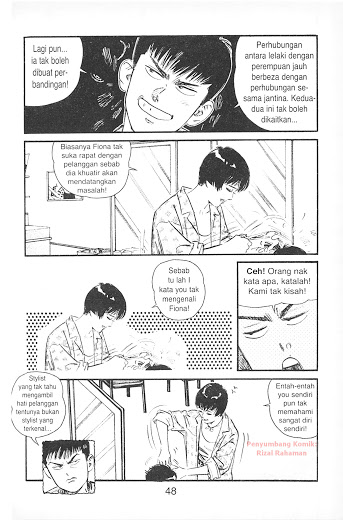 Lagi pun...
ia tak boleh
dibuat per-
bandingan!
Perhubungan
antara lelaki dengan
perempuan jauh
berbeza dengan
perhubungan se-
sama jantina. Kedua-
dua ini tak boleh
dikaitkan...
Biasanya Fiona tak
suka rapat dengan
pelanggan sebab
dia khuatir akan
mendatangkan
masalah!
Sebab
tu lah I
kata you tak
mengenali
Fiona!
Ceh! Orang nak
kata apa, katalah!
Kami tak kisah!
Stylist
yang tak tahu
mengambil
hati pelanggan
tentunya bukan
stylist yang
terkenal...
Entah-entah
you sendiri
pun tak
memahami
sangat diri
sendiri!
Penyumbang Komik:
Rizal Rahaman
48